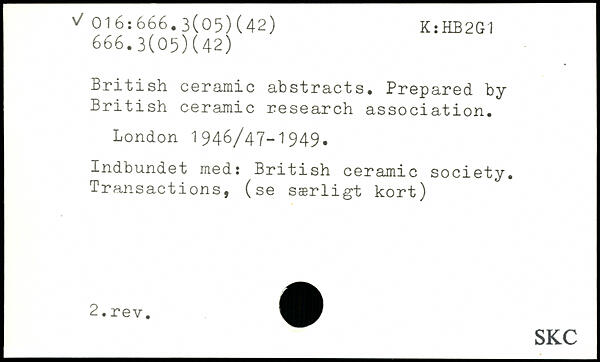 ✓ 016:666.3(05)(42) K:HB2G1
666.3(05)(42)
British ceramic abstracts. Prepared by
British ceramic research association.
London 1946/47-1949.
Indbundet med: British ceramic society.
Transactions, (se særligt kort)
2.rev.
SKC